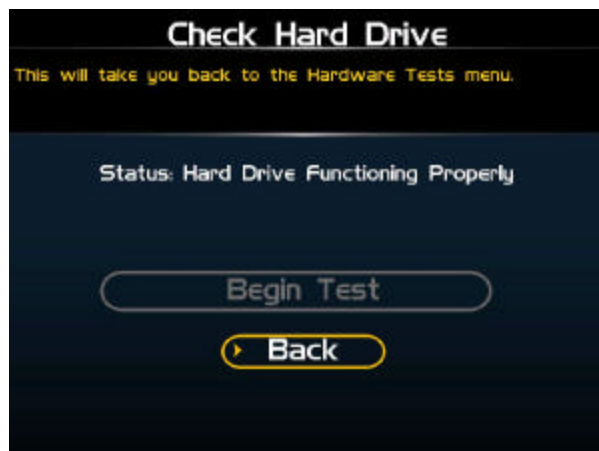 Check Hard Drive
This will take you back to the Hardware Tests menu.
Status: Hard Drive Functioning Properly
Begin Test
Back